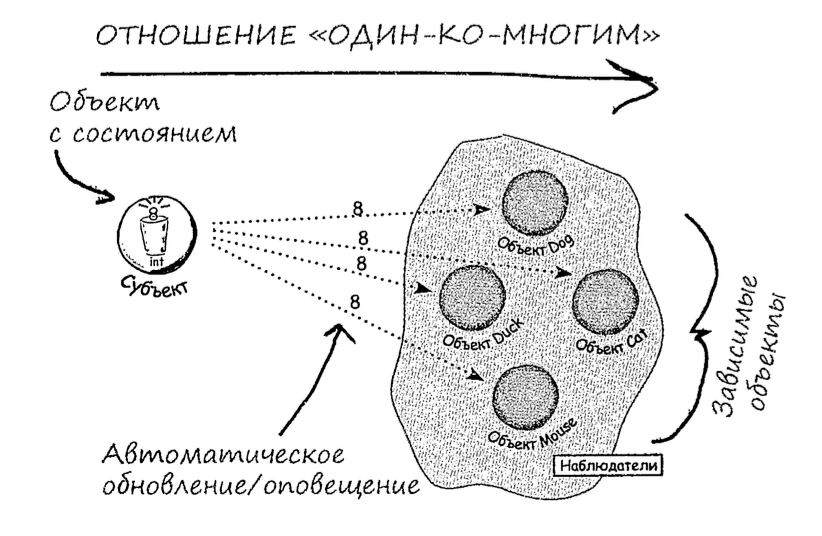 ОТНОШЕНИЕ «ОДИН-КО-МНОГИМ»
Объект
с состоянием
8
int
Субъект
8
8
8
8
Объект Dog
Объект Duck
Объект Cat
Объект Mouse
Наблюдатели
Зависимые
объекты
Автоматическое
обновление/оповещение